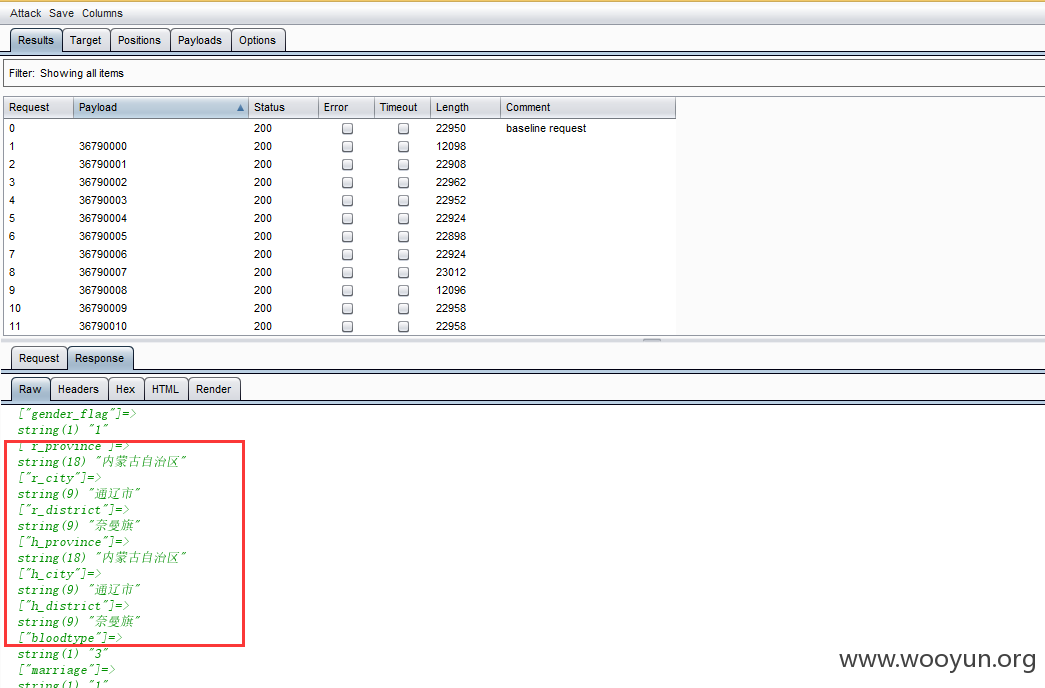 Attack Save Columns
Results Target Positions Payloads Options
Filter: Showing all items
Request Payload Status Error Timeout Length Comment
0 200 22950 baseline request
1 36790000 200 12098
2 36790001 200 22908
3 36790002 200 22962
4 36790003 200 22952
5 36790004 200 22924
6 36790005 200 22898
7 36790006 200 22924
8 36790007 200 23012
9 36790008 200 12096
10 36790009 200 22958
11 36790010 200 22958
Request Response
Raw Headers Hex HTML Render
["gender_flag"]=>
string(1) "1"
["r_province"]=>
string(18) "内蒙古自治区"
["r_city"]=>
string(9) "通辽市"
["r_district"]=>
string(9) "奈曼旗"
["h_province"]=>
string(18) "内蒙古自治区"
["h_city"]=>
string(9) "通辽市"
["h_district"]=>
string(9) "奈曼旗"
["bloodtype"]=>
string(1) "3"
["marriage"]=>
string(1) "1"
www.wooyun.org